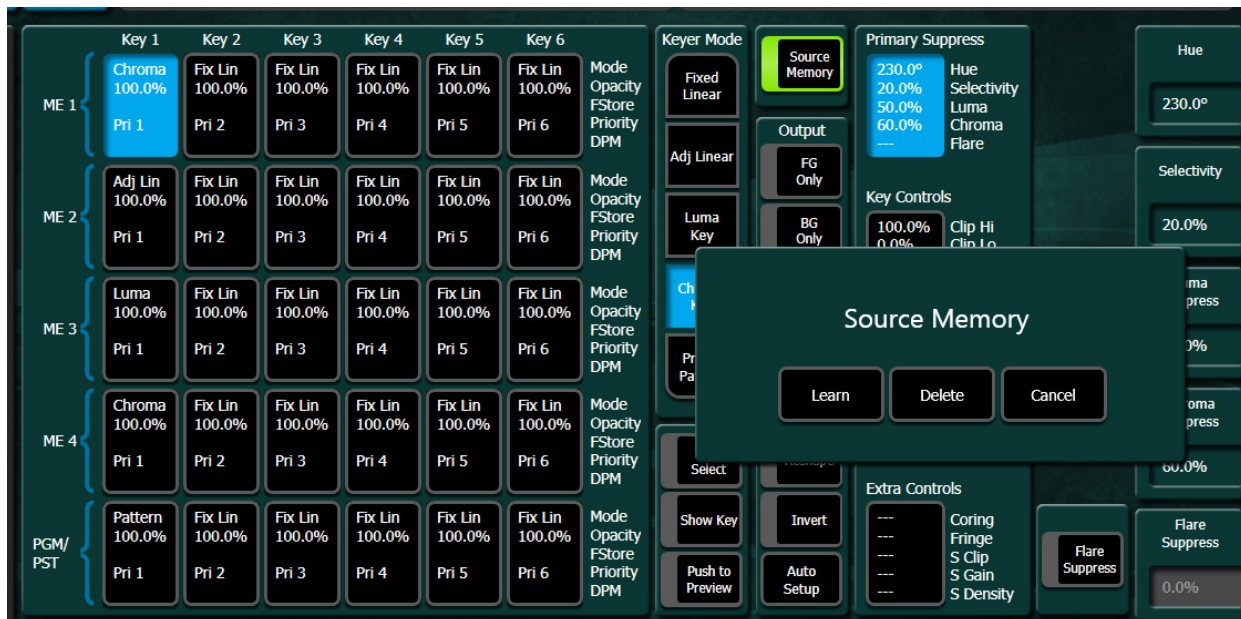 Key 1 Key 2 Key 3 Key 4 Key 5 Key 6
ME 1
Chroma
100.0%
Pri 1
Fix Lin
100.0%
Pri 2
Fix Lin
100.0%
Pri 3
Fix Lin
100.0%
Pri 4
Fix Lin
100.0%
Pri 5
Fix Lin
100.0%
Pri 6
Mode
Opacity
FStore
Priority
DPM
ME 2
Adj Lin
100.0%
Pri 1
Fix Lin
100.0%
Pri 2
Fix Lin
100.0%
Pri 3
Fix Lin
100.0%
Pri 4
Fix Lin
100.0%
Pri 5
Fix Lin
100.0%
Pri 6
Mode
Opacity
FStore
Priority
DPM
ME 3
Luma
100.0%
Pri 1
Fix Lin
100.0%
Pri 2
Fix Lin
100.0%
Pri 3
Fix Lin
100.0%
Pri 4
Fix Lin
100.0%
Pri 5
Fix Lin
100.0%
Pri 6
Mode
Opacity
FStore
Priority
DPM
ME 4
Chroma
100.0%
Pri 1
Fix Lin
100.0%
Pri 2
Fix Lin
100.0%
Pri 3
Fix Lin
100.0%
Pri 4
Fix Lin
100.0%
Pri 5
Fix Lin
100.0%
Pri 6
Mode
Opacity
FStore
Priority
DPM
PGM/
PST
Pattern
100.0%
Pri 1
Fix Lin
100.0%
Pri 2
Fix Lin
100.0%
Pri 3
Fix Lin
100.0%
Pri 4
Fix Lin
100.0%
Pri 5
Fix Lin
100.0%
Pri 6
Mode
Opacity
FStore
Priority
DPM
Keyer Mode
Fixed
Linear
Adj Linear
Luma
Key
Ch
Pr
Pa
Select
Show Key
Push to
Preview
Source
Memory
Output
FG
Only
BG
Only
Invert
Auto
Setup
Primary Suppress
230.0° Hue
20.0% Selectivity
50.0% Luma
60.0% Chroma
--- Flare
Key Controls
100.0% Clip Hi
0.0% Clip Lo
Source Memory
Learn
Delete
Cancel
Extra Controls
--- Coring
--- Fringe
--- S Clip
--- S Gain
--- S Density
Flare
Suppress
Hue
230.0°
Selectivity
20.0%
ma
press
0%
oma
press
60.0%
Flare
Suppress
0.0%